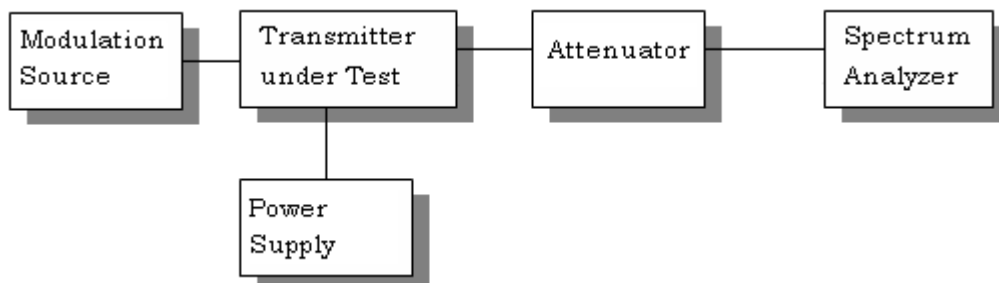 Modulation
Source
Transmitter
under Test
Attenuator
Spectrum
Analyzer
Power
Supply